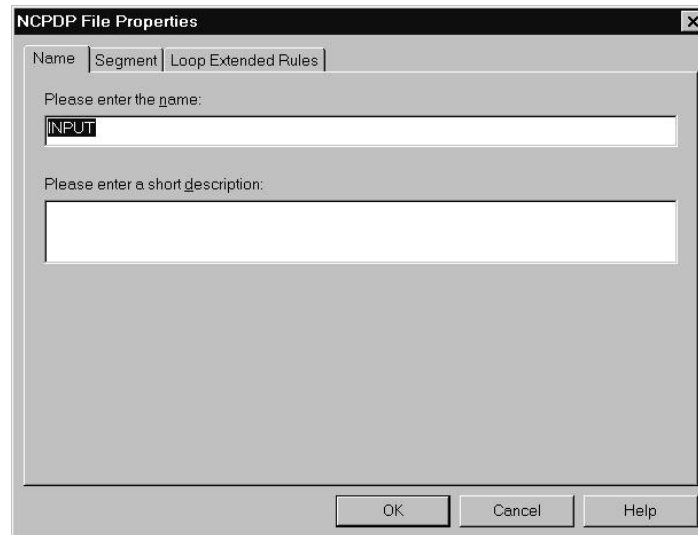 NCPDP File Properties
Name Segment Loop Extended Rules
Please enter the name:
INPUT
Please enter a short description:
OK Cancel Help